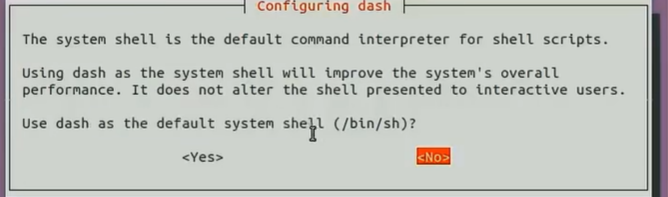 Configuring dash
The system shell is the default command interpreter for shell scripts.
Using dash as the system shell will improve the system's overall
performance. It does not alter the shell presented to interactive users.
Use dash as the default system shell (/bin/sh)?
<Yes> <No>